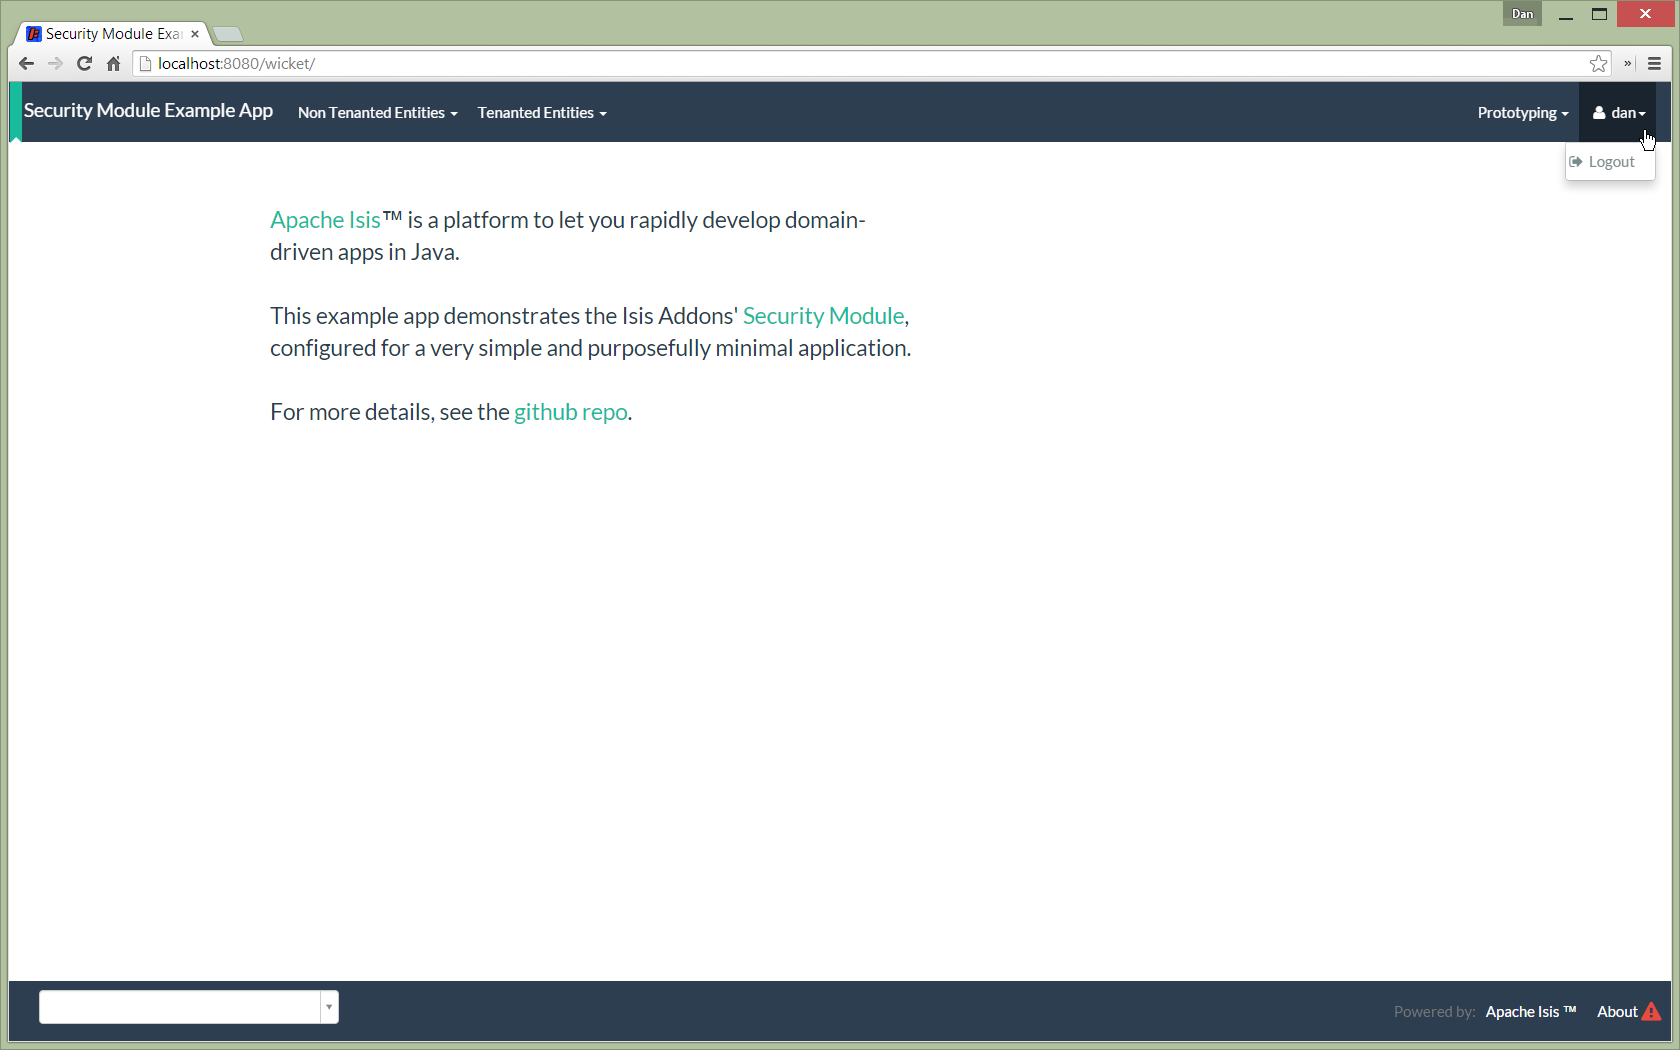 Dan
Security Module Exa
localhost:8080/wicket/
Security Module Example App Non Tenanted Entities Tenanted Entities Prototyping dan
Logout
Apache Isis™ is a platform to let you rapidly develop domain-
driven apps in Java.
This example app demonstrates the Isis Addons' Security Module,
configured for a very simple and purposefully minimal application.
For more details, see the github repo.
Powered by: Apache Isis ™ About